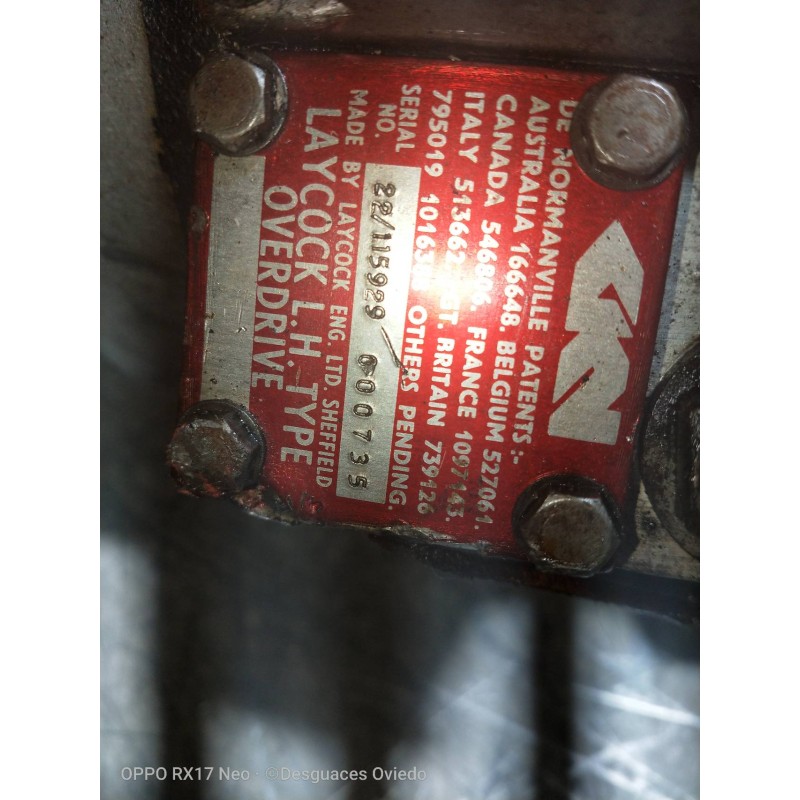 DE NORMANVILLE PATENTS:-
AUSTRALIA 166648. BELGIUM 527061.
CANADA 546806. FRANCE 1097143.
ITALY 513662. BRITAIN 739126
795019 OTHERS PENDING.
SERIAL NO. 22/115929 / 000735
MADE BY LAYCOCK ENG. LTD. SHEFFIELD
LAYCOCK L.H. TYPE
OVERDRIVE
OPPO RX17 Neo · ©Desguaces Oviedo